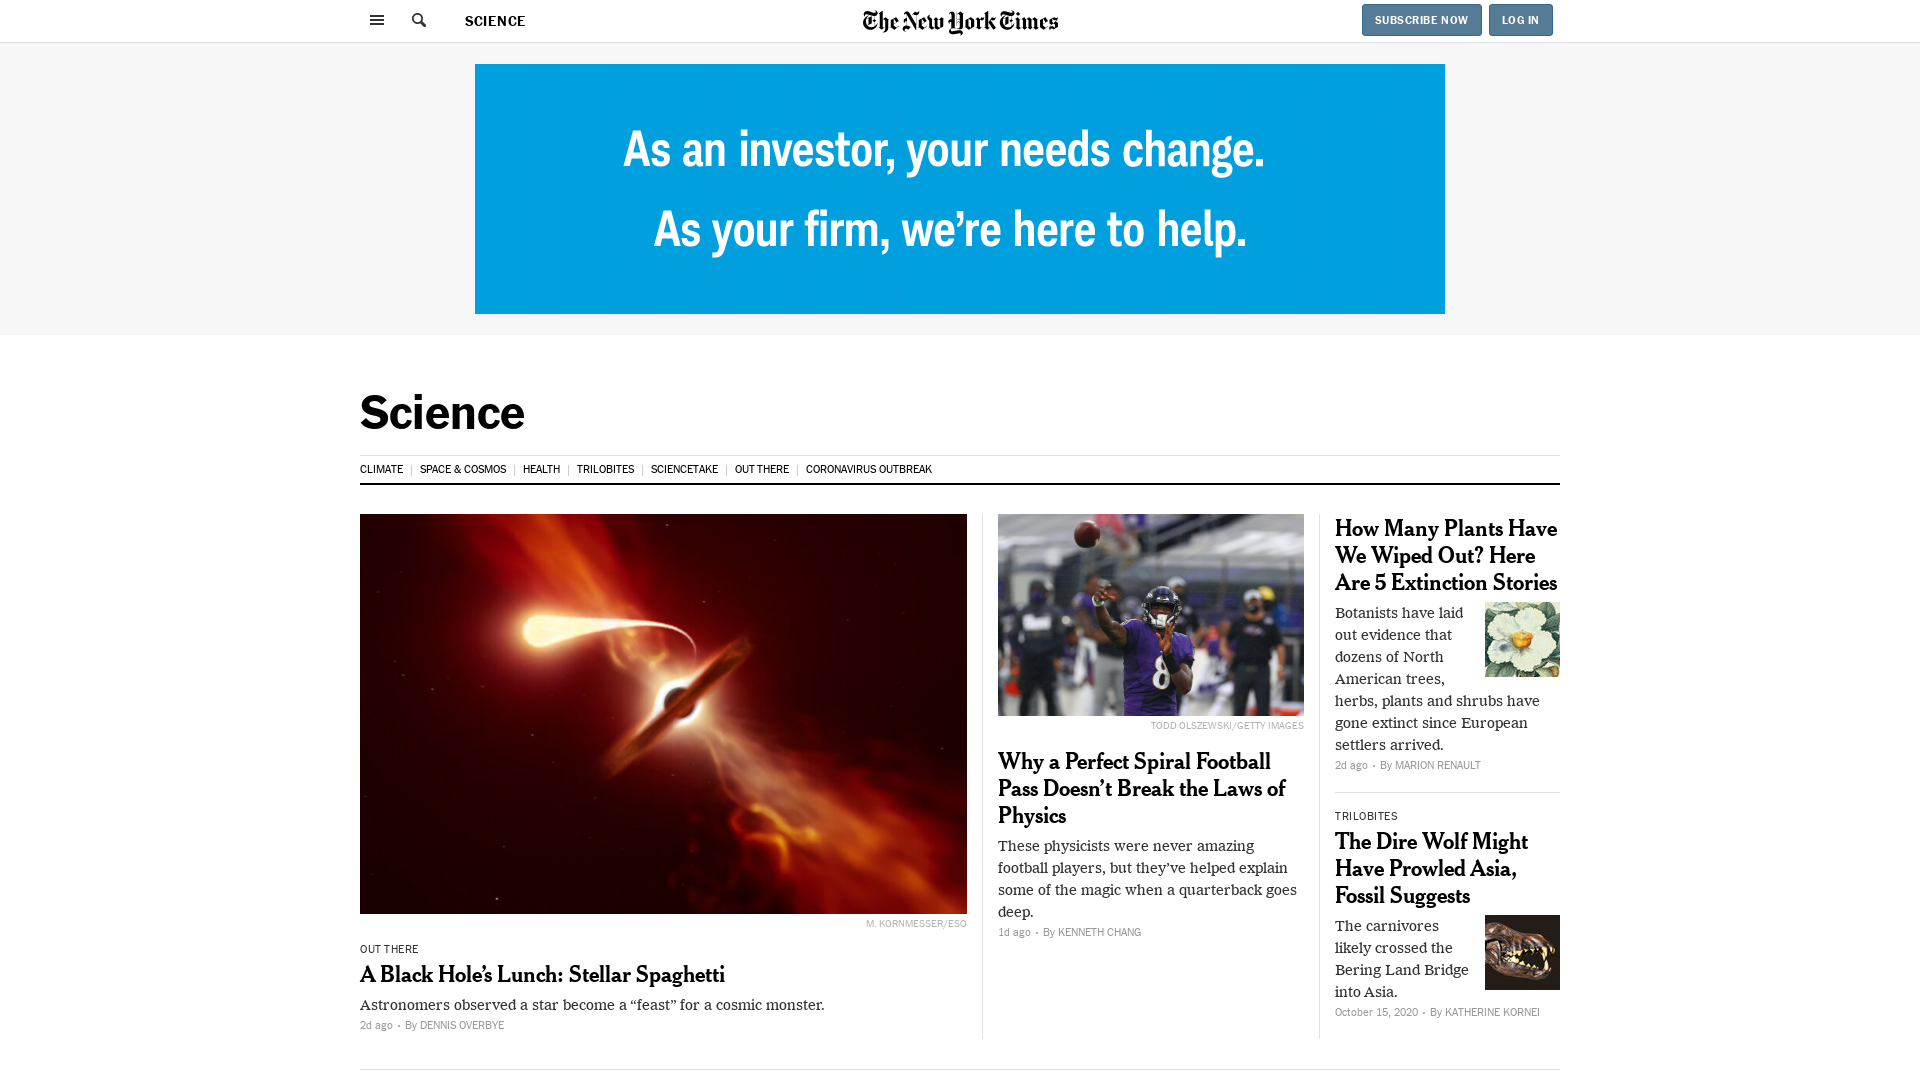 SCIENCE
The New York Times
SUBSCRIBE NOW
LOG IN
As an investor, your needs change.
As your firm, we're here to help.
Science
CLIMATE
SPACE & COSMOS
HEALTH
TRILOBITES
SCIENCETAKE
OUT THERE
CORONAVIRUS OUTBREAK
M. KORNMESSER/ESO
OUT THERE
A Black Hole's Lunch: Stellar Spaghetti
Astronomers observed a star become a “feast” for a cosmic monster.
2d ago • By DENNIS OVERBYE
8
TODD OLSZEWSKI/GETTY IMAGES
Why a Perfect Spiral Football
Pass Doesn't Break the Laws of
Physics
These physicists were never amazing
football players, but they've helped explain
some of the magic when a quarterback goes
deep.
1d ago • By KENNETH CHANG
How Many Plants Have
We Wiped Out? Here
Are 5 Extinction Stories
Botanists have laid
out evidence that
dozens of North
American trees,
herbs, plants and shrubs have
gone extinct since European
settlers arrived.
2d ago • By MARION RENAULT
TRILOBITES
The Dire Wolf Might
Have Prowled Asia,
Fossil Suggests
The carnivores
likely crossed the
Bering Land Bridge
into Asia.
October 15, 2020 • By KATHERINE KORNEI